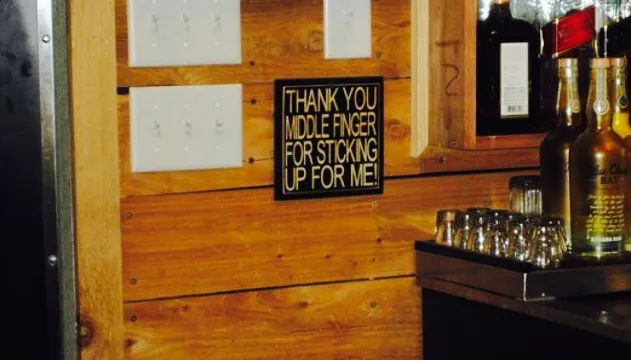 THANK YOU
MIDDLE FINGER
FOR STICKING
UP FOR ME!